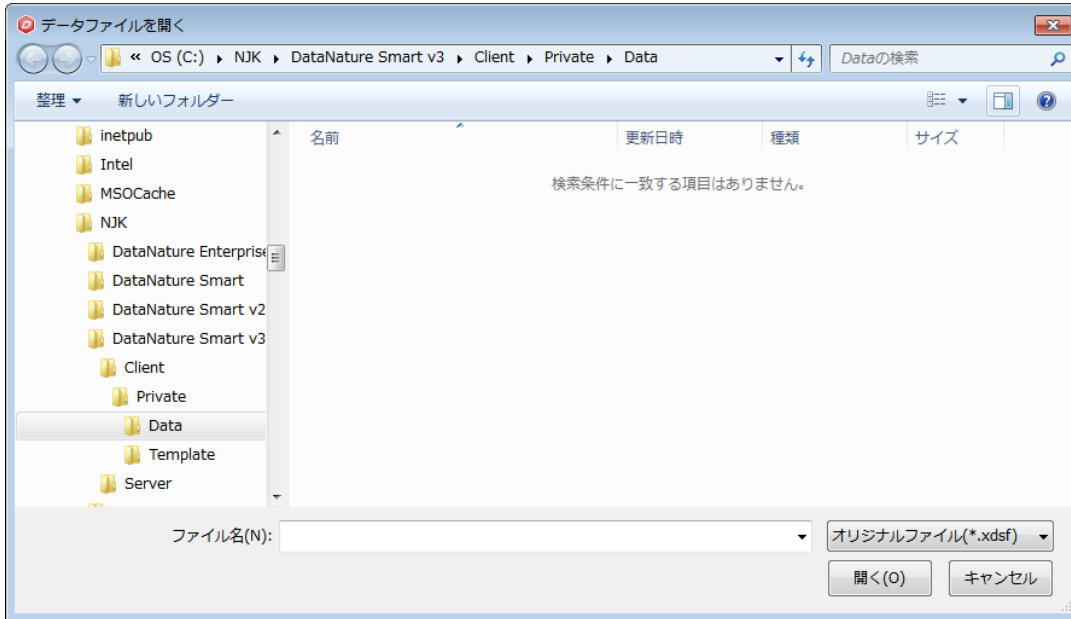 データファイルを開く
« OS (C:) ▸ NJK ▸ DataNature Smart v3 ▸ Client ▸ Private ▸ Data
Dataの検索
整理 ▼ 新しいフォルダー
名前 更新日時 種類 サイズ
検索条件に一致する項目はありません。
inetpub
Intel
MSOCache
NJK
DataNature Enterprise
DataNature Smart
DataNature Smart v2
DataNature Smart v3
Client
Private
Data
Template
Server
ファイル名(N):
オリジナルファイル(*.xdsf)
開く(O) キャンセル